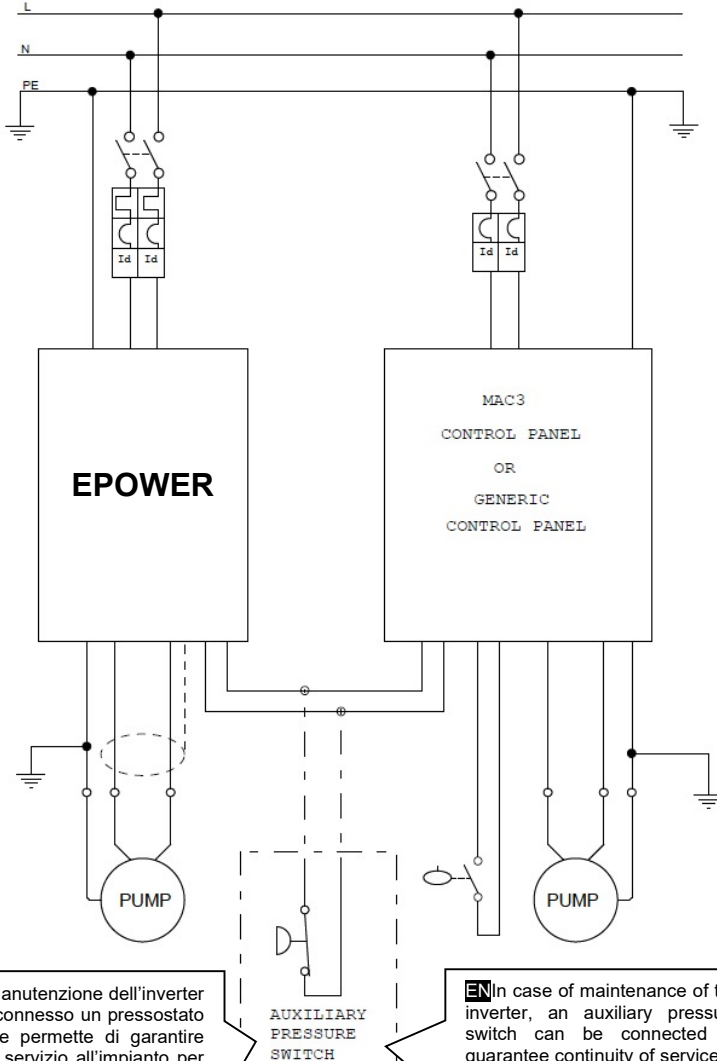 L
N
PE
Id Id
Id Id
EPOWER
MAC3
CONTROL PANEL
OR
GENERIC
CONTROL PANEL
PUMP
PUMP
AUXILIARY
PRESSURE
SWITCH
anutenzione dell'inverter
connesso un pressostato
e permette di garantire
servizio all'impianto per
ENIn case of maintenance of t
inverter, an auxiliary pressu
switch can be connected
guarantee continuity of service